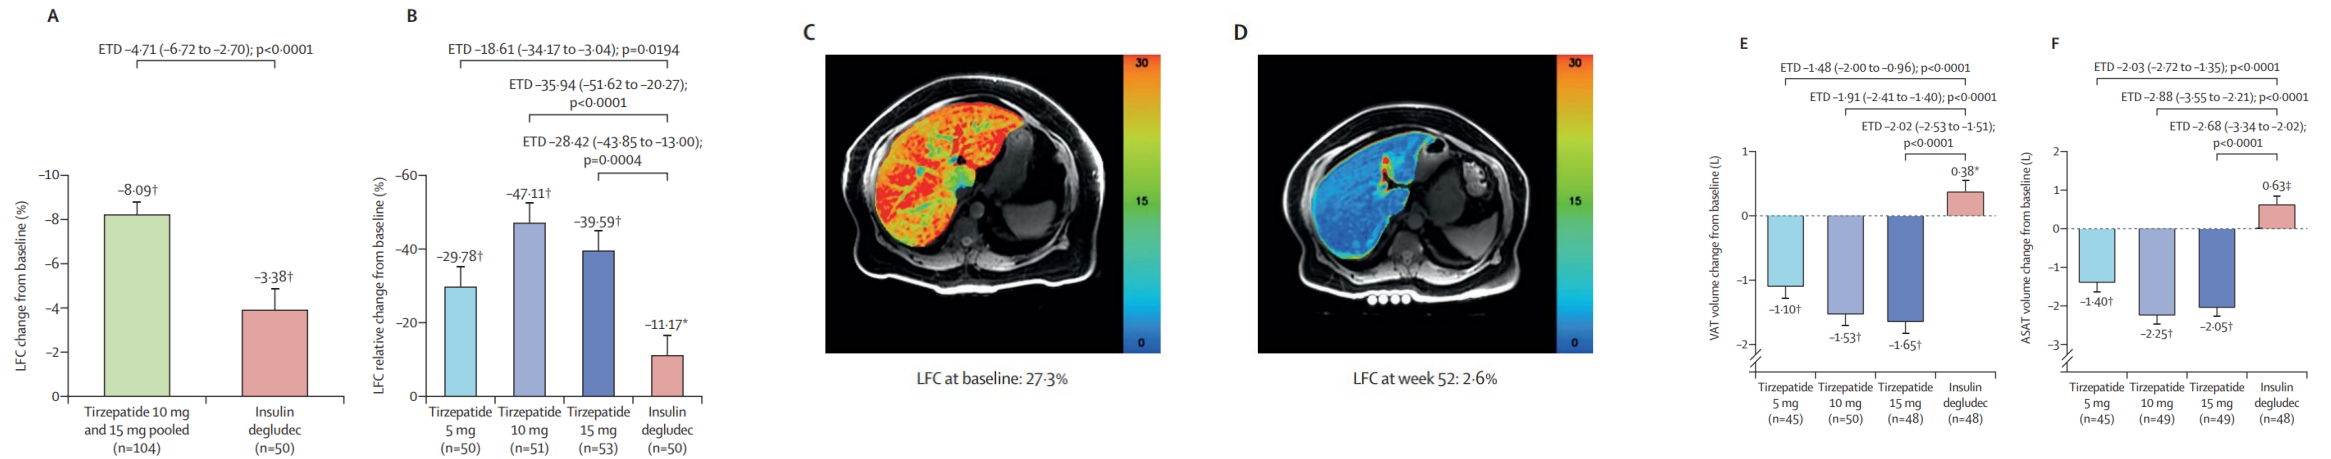 A
ETD –4·71 (–6·72 to –2·70); p<0·0001
LFC change from baseline (%)
–10
–8
–6
–4
–2
0
–8·09†
–3·38†
Tirzepatide 10 mg
and 15 mg pooled
(n=104)
Insulin
degludec
(n=50)
B
ETD –18·61 (–34·17 to –3·04); p=0·0194
ETD –35·94 (–51·62 to –20·27);
p<0·0001
ETD –28·42 (–43·85 to –13·00);
p=0·0004
LFC relative change from baseline (%)
–60
–40
–20
0
–29·78†
–47·11†
–39·59†
–11·17*
Tirzepatide
5 mg
(n=50)
Tirzepatide
10 mg
(n=51)
Tirzepatide
15 mg
(n=53)
Insulin
degludec
(n=50)
C
30
15
0
LFC at baseline: 27·3%
D
30
15
0
LFC at week 52: 2·6%
E
ETD –1·48 (–2·00 to –0·96); p<0·0001
ETD –1·91 (–2·41 to –1·40); p<0·0001
ETD –2·02 (–2·53 to –1·51);
p<0·0001
VAT volume change from baseline (L)
1
0
–1
–2
–1·10†
–1·53†
–1·65†
0·38*
Tirzepatide
5 mg
(n=45)
Tirzepatide
10 mg
(n=50)
Tirzepatide
15 mg
(n=48)
Insulin
degludec
(n=48)
F
ETD –2·03 (–2·72 to –1·35); p<0·0001
ETD –2·88 (–3·55 to –2·21); p<0·0001
ETD –2·68 (–3·34 to –2·02);
p<0·0001
ASAT volume change from baseline (L)
2
1
0
–1
–2
–3
–1·40†
–2·25†
–2·05†
0·63‡
Tirzepatide
5 mg
(n=45)
Tirzepatide
10 mg
(n=49)
Tirzepatide
15 mg
(n=49)
Insulin
degludec
(n=48)